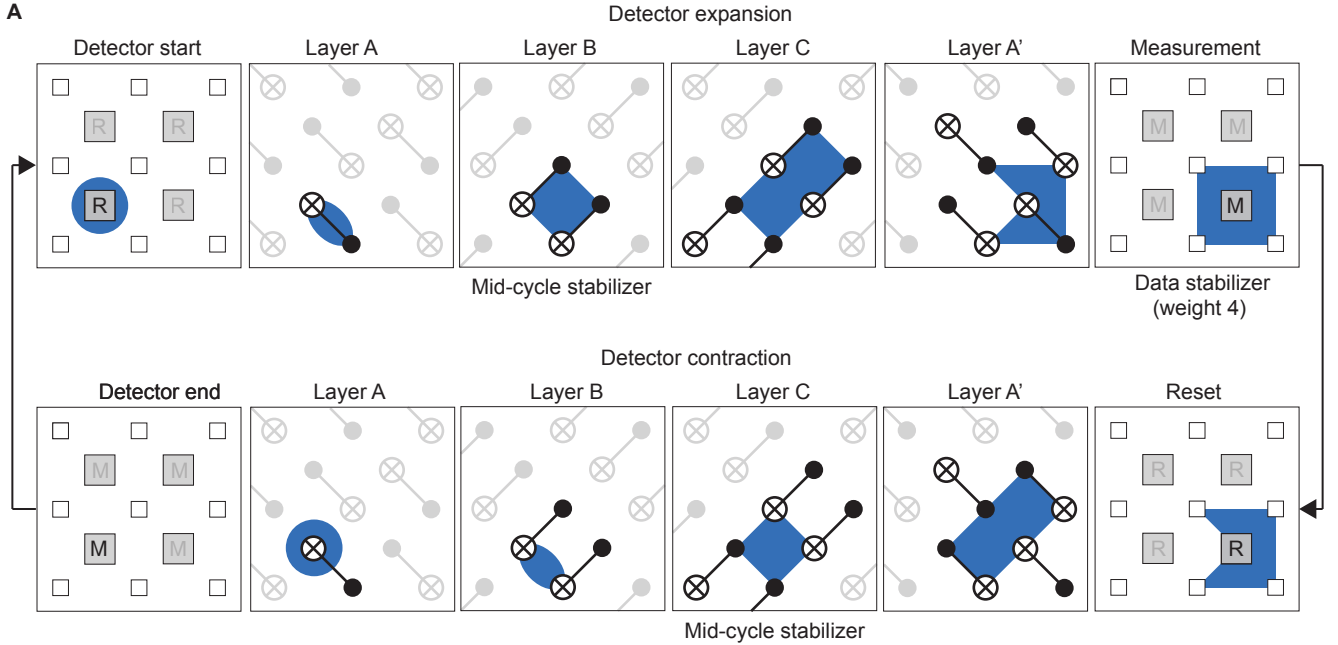 A
Detector expansion
Detector start Layer A Layer B Layer C Layer A’ Measurement
R R M M
R R M M
Mid-cycle stabilizer
Data stabilizer
(weight 4)
Detector contraction
Detector end Layer A Layer B Layer C Layer A’ Reset
M M R R
M M R R
Mid-cycle stabilizer